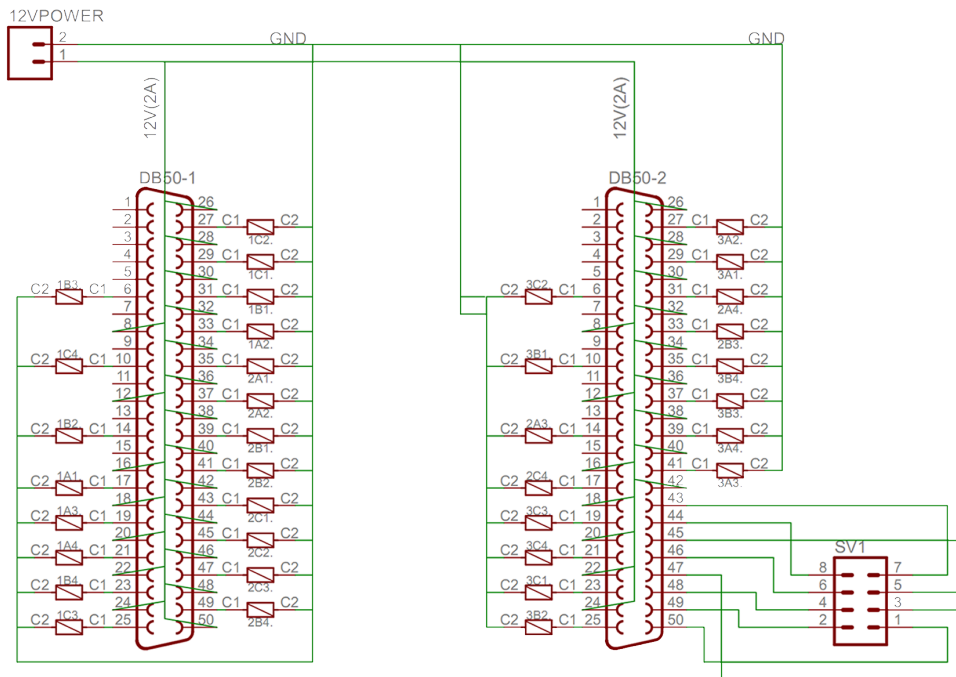 12VPOWER
2
1
GND
GND
12V(2A)
12V(2A)
DB50-1
DB50-2
1 26
2 27 C1 C2
1C2.
3 28
4 29 C1 C2
1C1.
5 30
C2 1B3 C1 6 31 C1 C2
1B1.
7 32
8 33 C1 C2
1A2.
9 34
C2 1C4 C1 10 35 C1 C2
2A1.
11 36
12 37 C1 C2
2A2.
13 38
C2 1B2 C1 14 39 C1 C2
2B1.
15 40
16 41 C1 C2
2B2.
C2 1A1 C1 17 42
18 43 C1 C2
2C1.
C2 1A3 C1 19 44
20 45 C1 C2
2C2.
C2 1A4 C1 21 46
22 47 C1 C2
2C3.
C2 1B4 C1 23 48
24 49 C1 C2
2B4.
C2 1C3 C1 25 50
1 26
2 27 C1 C2
3A2.
3 28
4 29 C1 C2
3A1.
5 30
C2 3C2 C1 6 31 C1 C2
2A4.
7 32
8 33 C1 C2
2B3.
9 34
C2 3B1 C1 10 35 C1 C2
3B4.
11 36
12 37 C1 C2
3B3.
13 38
C2 2A3 C1 14 39 C1 C2
3A4.
15 40
16 41 C1 C2
3A3.
C2 2C4 C1 17 42
18 43
C2 3C3 C1 19 44
20 45
C2 3C4 C1 21 46
22 47
C2 3C1 C1 23 48
24 49
C2 3B2 C1 25 50
SV1
8 7
6 5
4 3
2 1